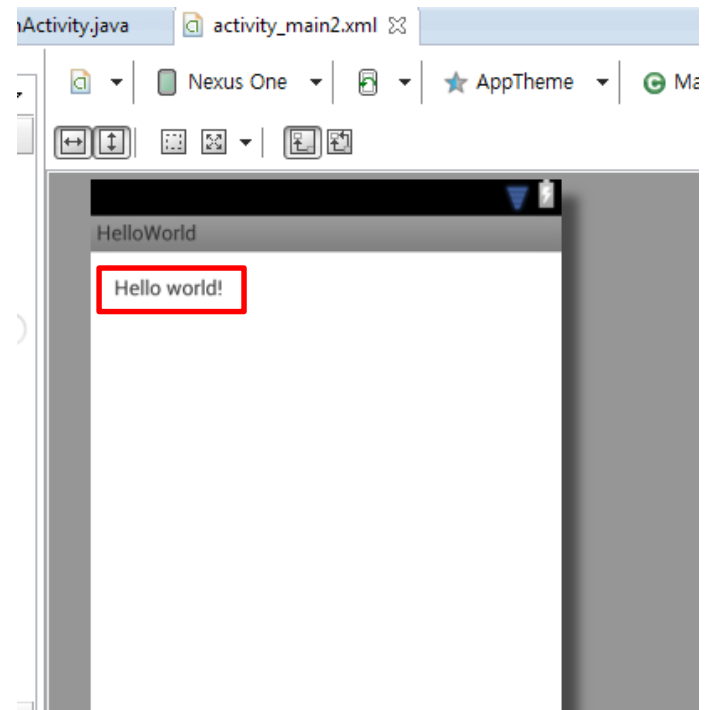 nActivity.java activity_main2.xml
Nexus One AppTheme Ma
HelloWorld
Hello world!